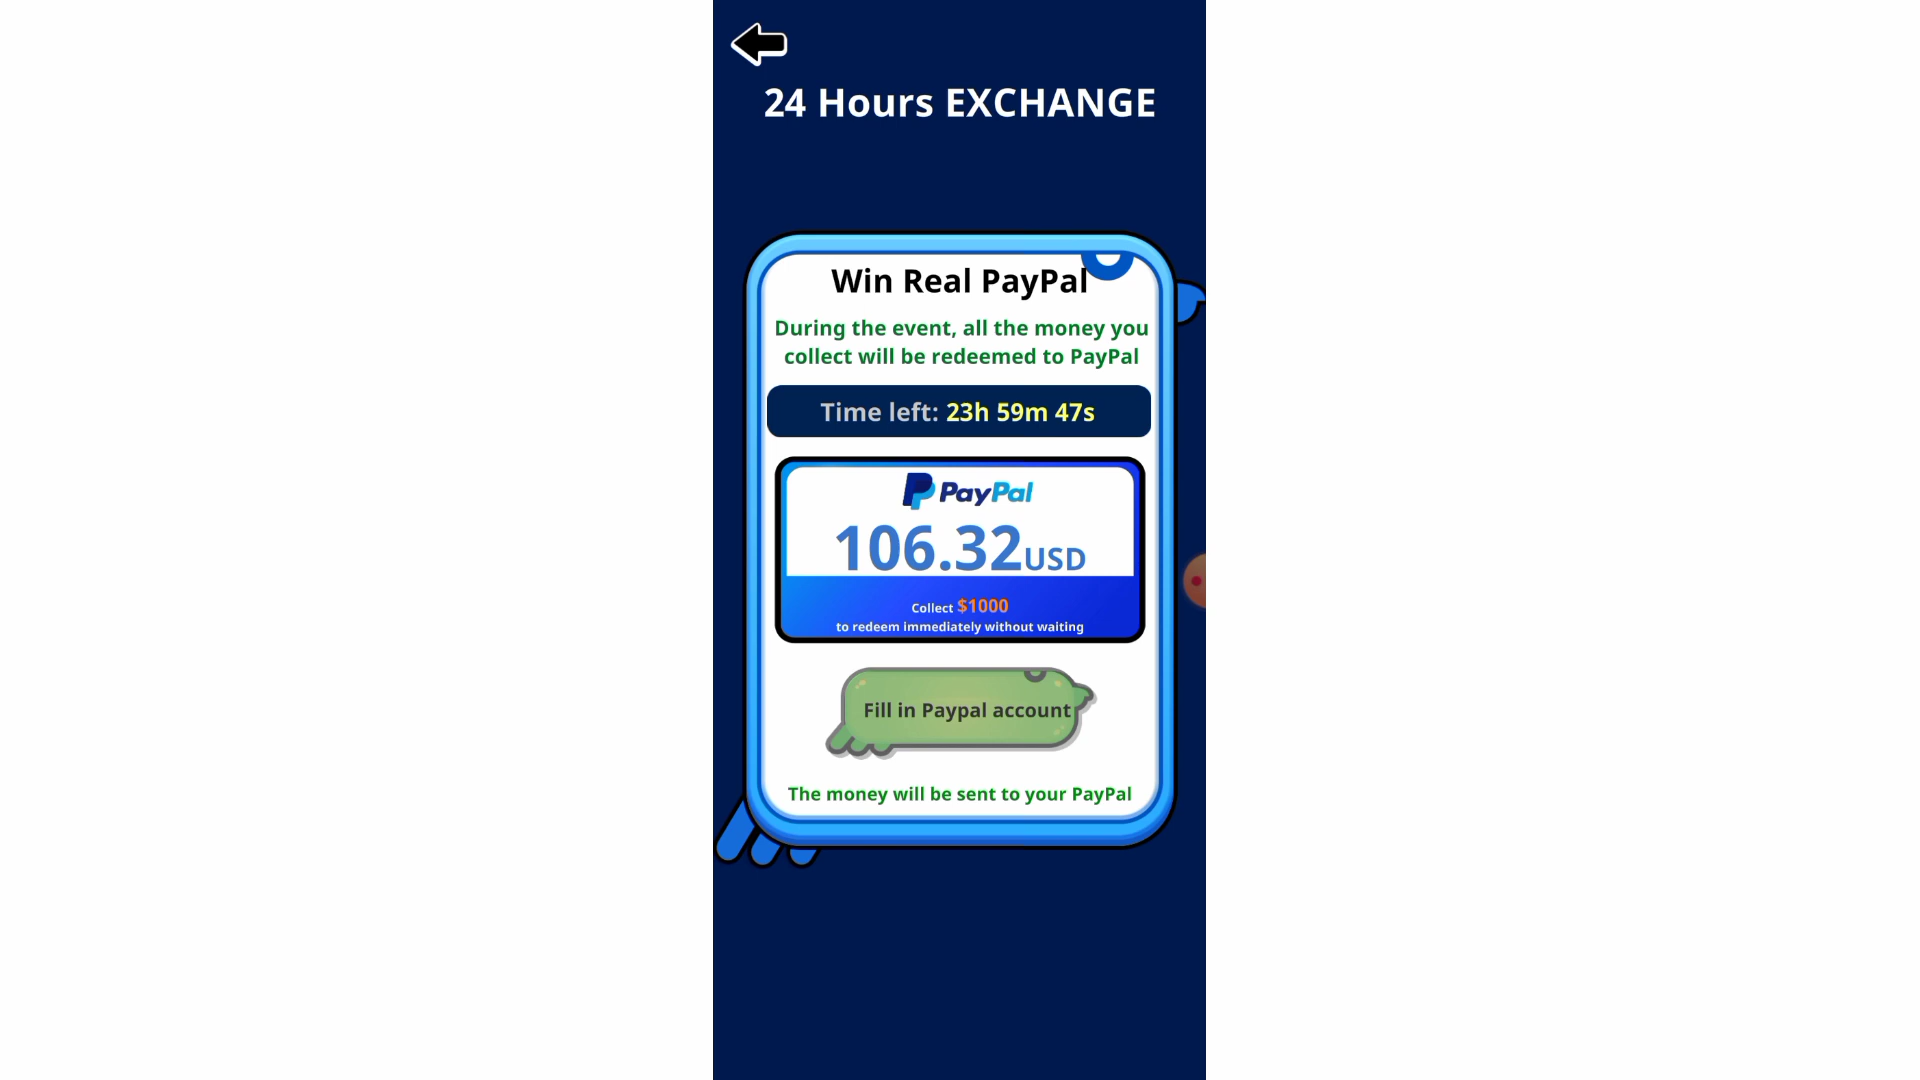 24 Hours EXCHANGE
Win Real PayPal
During the event, all the money you
collect will be redeemed to PayPal
Time left: 23h 59m 47s
PayPal
106.32USD
Collect $1000
to redeem immediately without waiting
Fill in Paypal account
The money will be sent to your PayPal